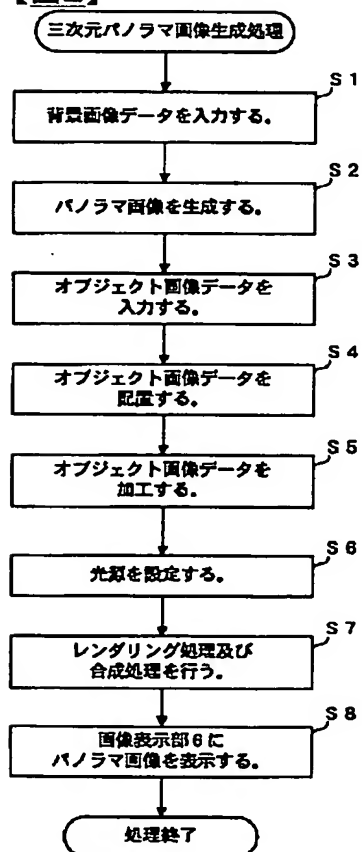 三次元パノラマ画像生成処理
S1
背景画像データを入力する。
S2
パノラマ画像を生成する。
S3
オブジェクト画像データを
入力する。
S4
オブジェクト画像データを
配置する。
S5
オブジェクト画像データを
加工する。
S6
光源を設定する。
S7
レンダリング処理及び
合成処理を行う。
S8
画像表示部6に
パノラマ画像を表示する。
処理終了